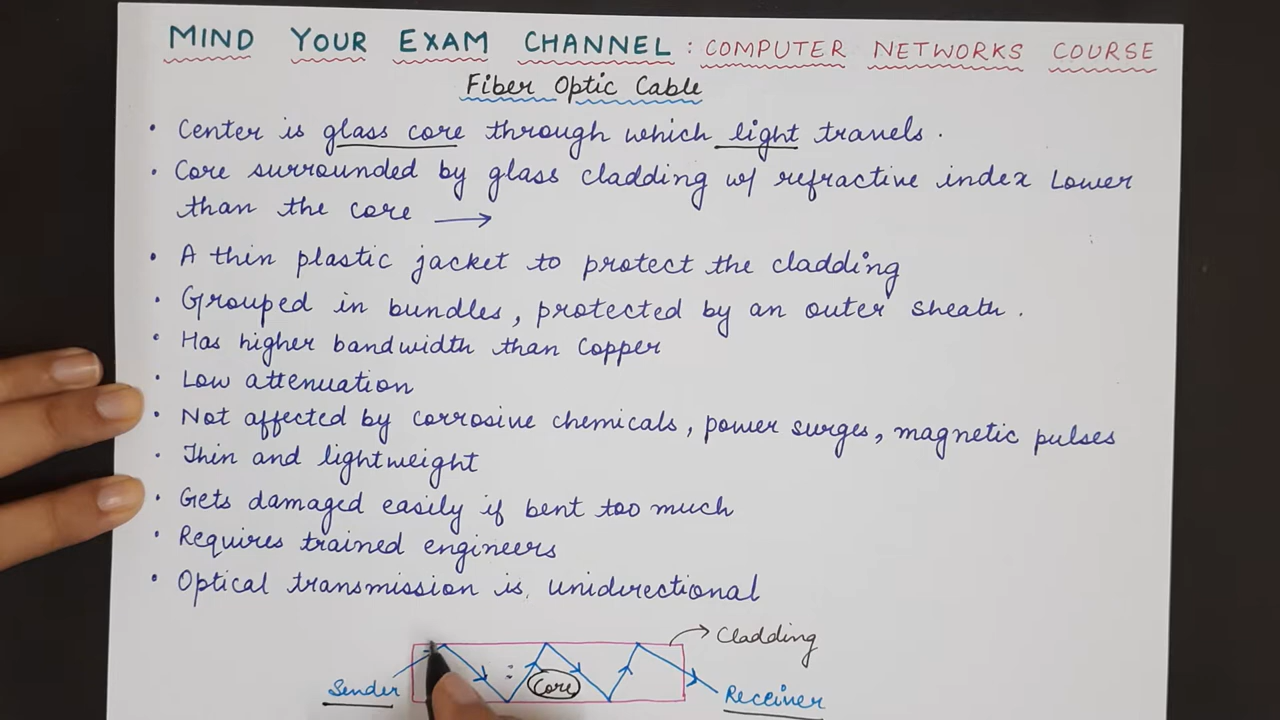 MIND YOUR EXAM CHANNEL : COMPUTER NETWORKS COURSE
Fiber Optic Cable
• Center is glass core through which light travels.
• Core surrounded by glass cladding w/ refractive index Lower
than the core →
• A thin plastic jacket to protect the cladding
• Grouped in bundles, protected by an outer sheath.
• Has higher bandwidth than Copper
• Low attenuation
• Not affected by corrosive chemicals, power surges, magnetic pulses
• Thin and lightweight
• Gets damaged easily if bent too much
• Requires trained engineers
• Optical transmission is unidirectional
Cladding
Sender
Core
Receiver